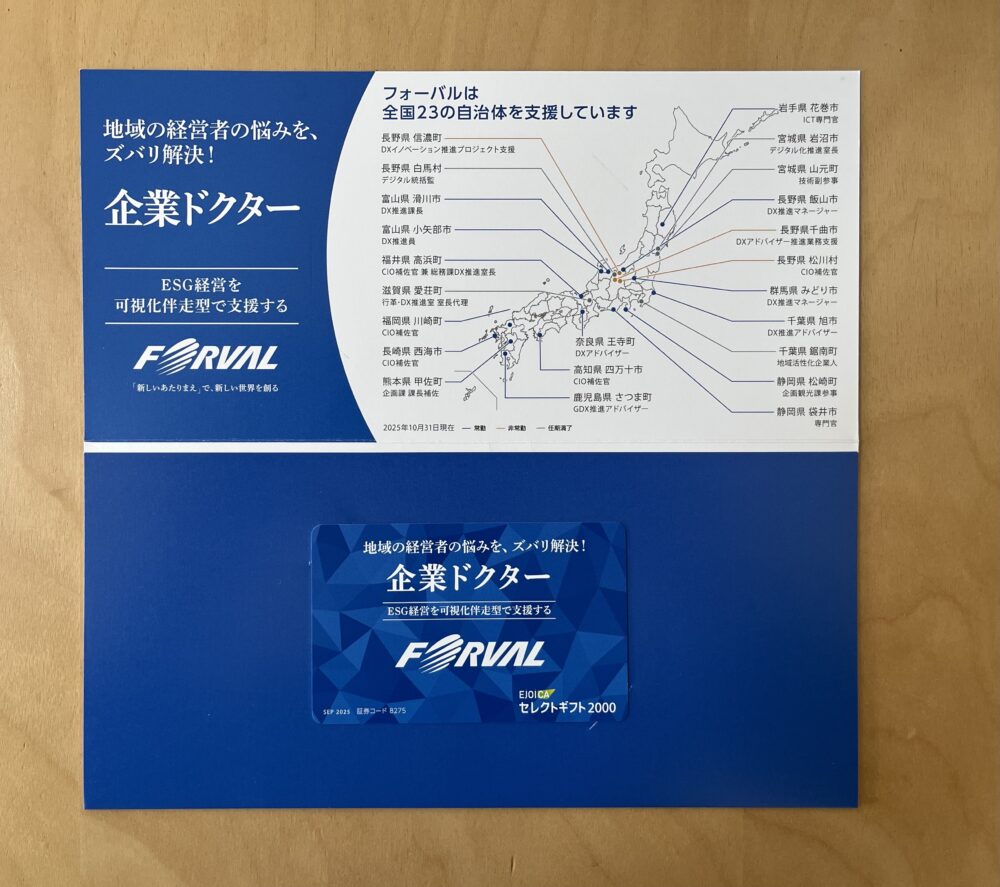 地域の経営者の悩みを、
ズバリ解決！
企業ドクター
ESG経営を
可視化伴走型で支援する
FORVAL
「新しいあたりまえ」で、新しい世界を創る
フォーバルは
全国23の自治体を支援しています
長野県 信濃町
DXイノベーション推進プロジェクト支援
長野県 白馬村
デジタル統括監
富山県 滑川市
DX推進課長
富山県 小矢部市
DX推進員
福井県 高浜町
CIO補佐官 兼 総務課DX推進室長
滋賀県 愛荘町
行革・DX推進室 室長代理
福岡県 川崎町
CIO補佐官
長崎県 西海市
CIO補佐官
熊本県 甲佐町
企画課 課長補佐
奈良県 王寺町
DXアドバイザー
高知県 四万十市
CIO補佐官
鹿児島県 さつま町
GDX推進アドバイザー
岩手県 花巻市
ICT専門官
宮城県 岩沼市
デジタル化推進室長
宮城県 山元町
技術副参事
長野県 飯山市
DX推進マネージャー
長野県千曲市
DXアドバイザー推進業務支援
長野県 松川村
CIO補佐官
群馬県 みどり市
DX推進マネージャー
千葉県 旭市
DX推進アドバイザー
千葉県 鋸南町
地域活性化企業人
静岡県 松崎町
企画観光課参事
静岡県 袋井市
専門官
2025年10月31日現在 常勤 非常勤 任期満了
地域の経営者の悩みを、ズバリ解決！
企業ドクター
ESG経営を可視化伴走型で支援する
FORVAL
EJOICA
セレクトギフト2000
SEP 2025 証券コード 8275